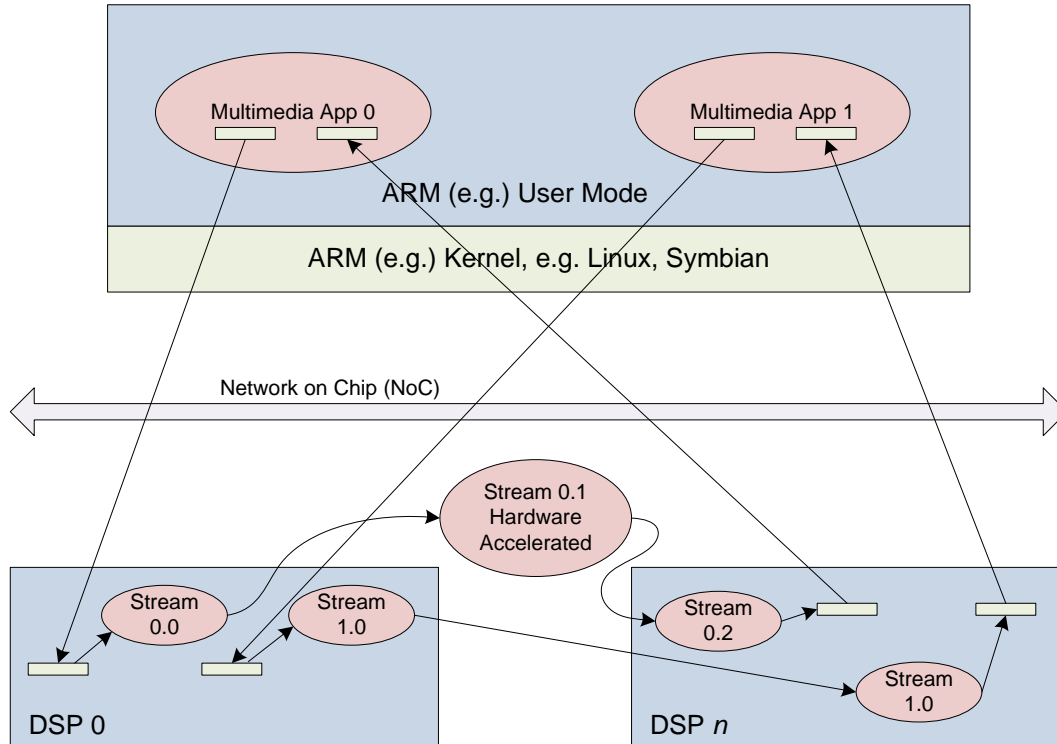 Multimedia App 0
Multimedia App 1
ARM (e.g.) User Mode
ARM (e.g.) Kernel, e.g. Linux, Symbian
Network on Chip (NoC)
Stream 0.1
Hardware
Accelerated
Stream
0.0
Stream
1.0
Stream
0.2
Stream
1.0
DSP 0
DSP n